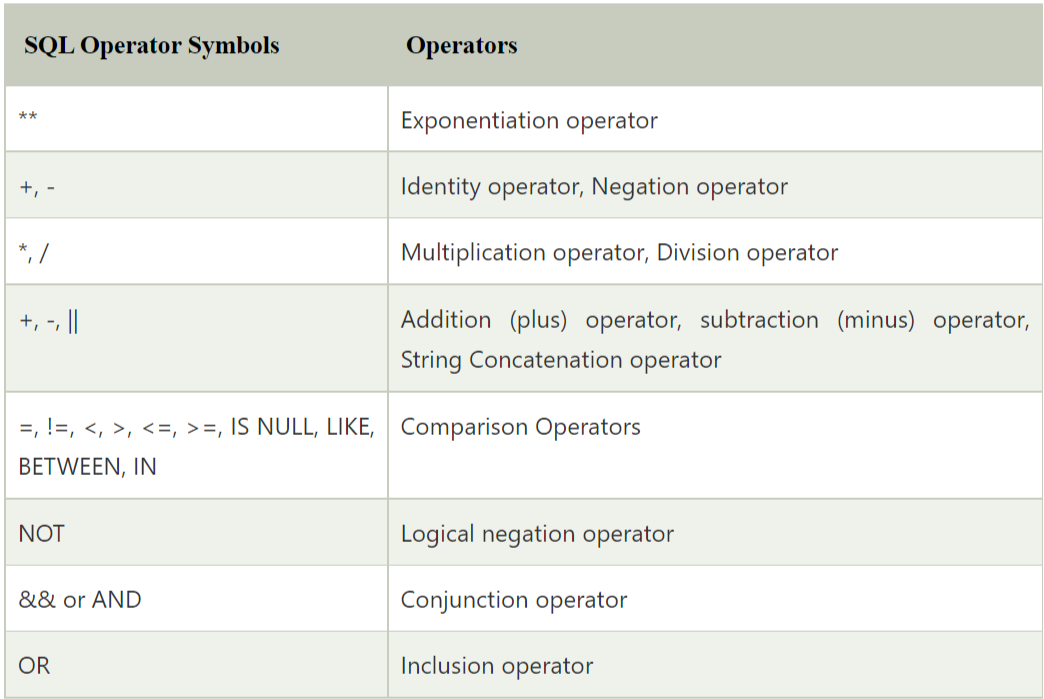 SQL Operator Symbols Operators
** Exponentiation operator
+, - Identity operator, Negation operator
*, / Multiplication operator, Division operator
+, -, || Addition (plus) operator, subtraction (minus) operator,
String Concatenation operator
=, !=, <, >, <=, >=, IS NULL, LIKE, Comparison Operators
BETWEEN, IN
NOT Logical negation operator
&& or AND Conjunction operator
OR Inclusion operator